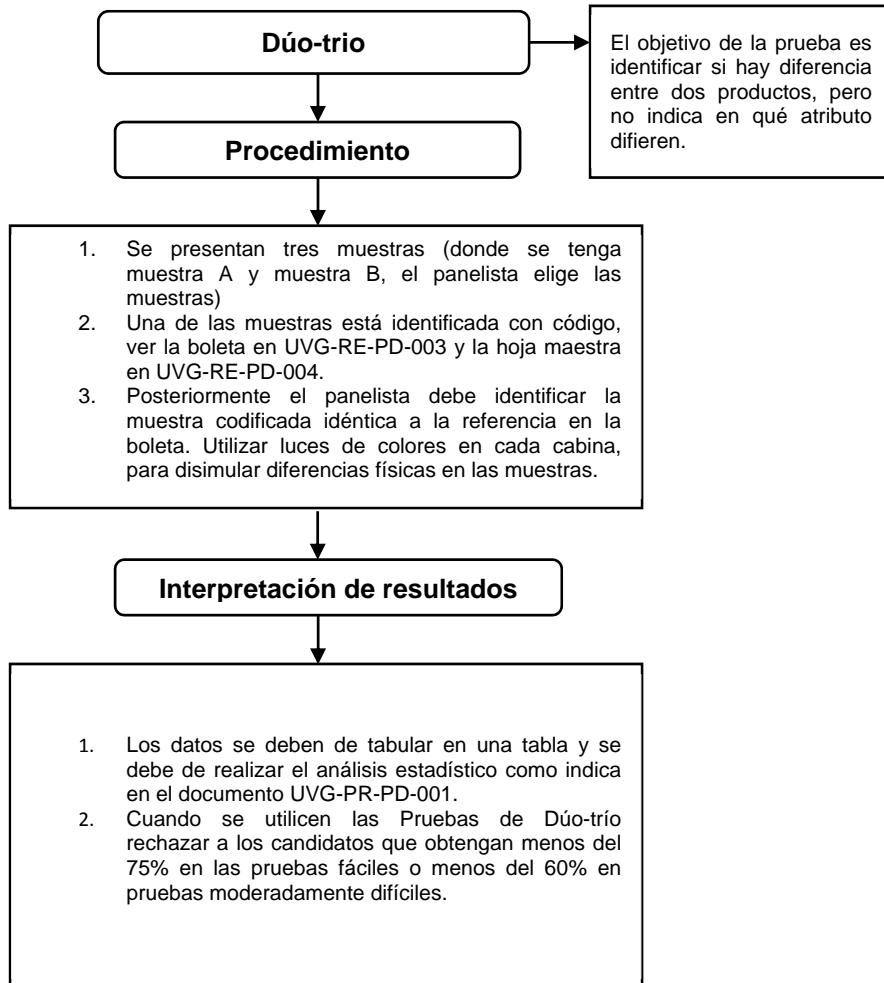 Dúo-trio
El objetivo de la prueba es
identificar si hay diferencia
entre dos productos, pero
no indica en qué atributo
difieren.
Procedimiento
1. Se presentan tres muestras (donde se tenga
muestra A y muestra B, el panelista elige las
muestras)
2. Una de las muestras está identificada con código,
ver la boleta en UVG-RE-PD-003 y la hoja maestra
en UVG-RE-PD-004.
3. Posteriormente el panelista debe identificar la
muestra codificada idéntica a la referencia en la
boleta. Utilizar luces de colores en cada cabina,
para disimular diferencias físicas en las muestras.
Interpretación de resultados
1. Los datos se deben de tabular en una tabla y se
debe de realizar el análisis estadístico como indica
en el documento UVG-PR-PD-001.
2. Cuando se utilicen las Pruebas de Dúo-trío
rechazar a los candidatos que obtengan menos del
75% en las pruebas fáciles o menos del 60% en
pruebas moderadamente difíciles.